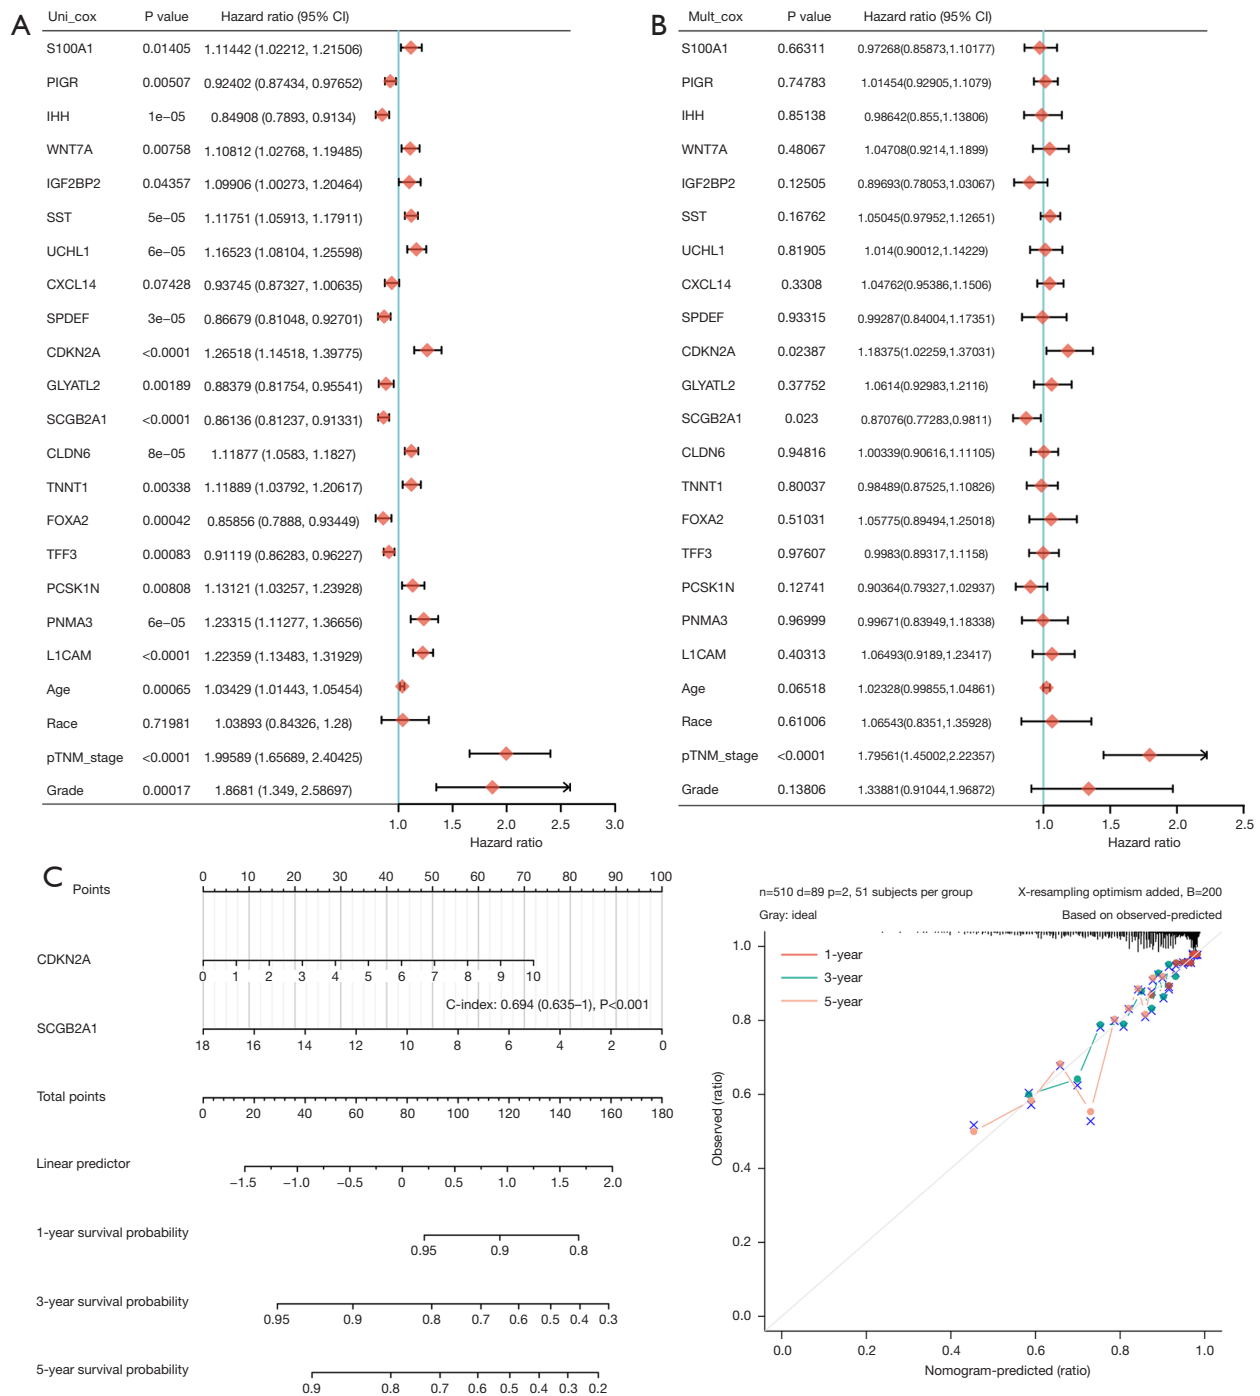 A
Uni_cox P value Hazard ratio (95% CI)
S100A1 0.01405 1.11442 (1.02212, 1.21506)
PIGR 0.00507 0.92402 (0.87434, 0.97652)
IHH 1e−05 0.84908 (0.7893, 0.9134)
WNT7A 0.00758 1.10812 (1.02768, 1.19485)
IGF2BP2 0.04357 1.09906 (1.00273, 1.20464)
SST 5e−05 1.11751 (1.05913, 1.17911)
UCHL1 6e−05 1.16523 (1.08104, 1.25598)
CXCL14 0.07428 0.93745 (0.87327, 1.00635)
SPDEF 3e−05 0.86679 (0.81048, 0.92701)
CDKN2A <0.0001 1.26518 (1.14518, 1.39775)
GLYATL2 0.00189 0.88379 (0.81754, 0.95541)
SCGB2A1 <0.0001 0.86136 (0.81237, 0.91331)
CLDN6 8e−05 1.11877 (1.0583, 1.1827)
TNNT1 0.00338 1.11889 (1.03792, 1.20617)
FOXA2 0.00042 0.85856 (0.7888, 0.93449)
TFF3 0.00083 0.91119 (0.86283, 0.96227)
PCSK1N 0.00808 1.13121 (1.03257, 1.23928)
PNMA3 6e−05 1.23315 (1.11277, 1.36656)
L1CAM <0.0001 1.22359 (1.13483, 1.31929)
Age 0.00065 1.03429 (1.01443, 1.05454)
Race 0.71981 1.03893 (0.84326, 1.28)
pTNM_stage <0.0001 1.99589 (1.65689, 2.40425)
Grade 0.00017 1.8681 (1.349, 2.58697)
1.0 1.5 2.0 2.5 3.0
Hazard ratio
B
Mult_cox P value Hazard ratio (95% CI)
S100A1 0.66311 0.97268(0.85873,1.10177)
PIGR 0.74783 1.01454(0.92905,1.1079)
IHH 0.85138 0.98642(0.855,1.13806)
WNT7A 0.48067 1.04708(0.9214,1.1899)
IGF2BP2 0.12505 0.89693(0.78053,1.03067)
SST 0.16762 1.05045(0.97952,1.12651)
UCHL1 0.81905 1.014(0.90012,1.14229)
CXCL14 0.3308 1.04762(0.95386,1.1506)
SPDEF 0.93315 0.99287(0.84004,1.17351)
CDKN2A 0.02387 1.18375(1.02259,1.37031)
GLYATL2 0.37752 1.0614(0.92983,1.2116)
SCGB2A1 0.023 0.87076(0.77283,0.9811)
CLDN6 0.94816 1.00339(0.90616,1.11105)
TNNT1 0.80037 0.98489(0.87525,1.10826)
FOXA2 0.51031 1.05775(0.89494,1.25018)
TFF3 0.97607 0.9983(0.89317,1.1158)
PCSK1N 0.12741 0.90364(0.79327,1.02937)
PNMA3 0.96999 0.99671(0.83949,1.18338)
L1CAM 0.40313 1.06493(0.9189,1.23417)
Age 0.06518 1.02328(0.99855,1.04861)
Race 0.61006 1.06543(0.8351,1.35928)
pTNM_stage <0.0001 1.79561(1.45002,2.22357)
Grade 0.13806 1.33881(0.91044,1.96872)
1.0 1.5 2.0 2.5
Hazard ratio
C
Points 0 10 20 30 40 50 60 70 80 90 100
CDKN2A
0 1 2 3 4 5 6 7 8 9 10
C-index: 0.694 (0.635−1), P<0.001
SCGB2A1
18 16 14 12 10 8 6 4 2 0
Total points
0 20 40 60 80 100 120 140 160 180
Linear predictor
−1.5 −1.0 −0.5 0 0.5 1.0 1.5 2.0
1-year survival probability
0.95 0.9 0.8
3-year survival probability
0.95 0.9 0.8 0.7 0.6 0.5 0.4 0.3
5-year survival probability
0.9 0.8 0.7 0.6 0.5 0.4 0.3 0.2
n=510 d=89 p=2, 51 subjects per group X-resampling optimism added, B=200
Gray: ideal Based on observed-predicted
1-year
3-year
5-year
Observed (ratio)
1.0
0.8
0.6
0.4
0.2
0.0
0.0 0.2 0.4 0.6 0.8 1.0
Nomogram-predicted (ratio)